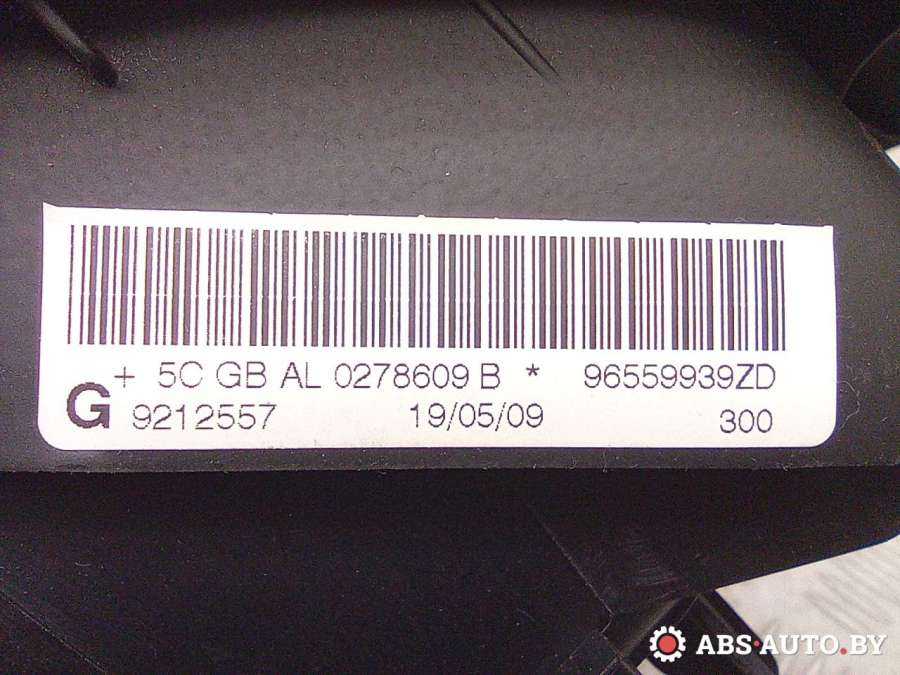 + 5C GB AL 0278609 B * 96559939ZD
G 9212557 19/05/09 300
ABS-AUTO.BY